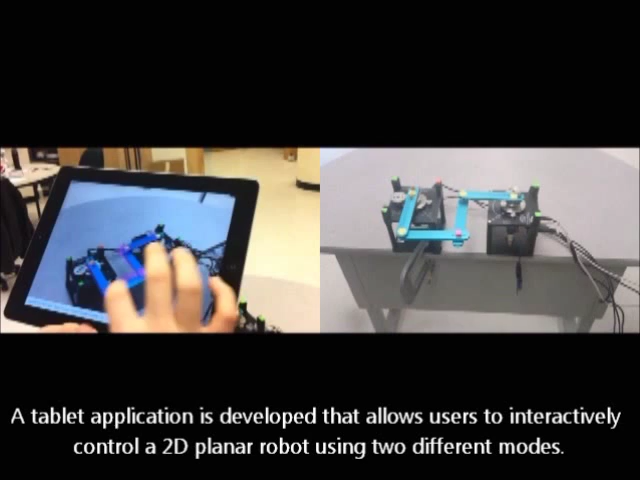 A tablet application is developed that allows users to interactively
control a 2D planar robot using two different modes.